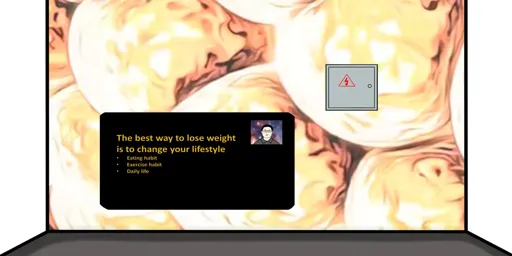 The best way to lose weight
is to change your lifestyle
• Eating habit
• Exercise habit
• Daily life